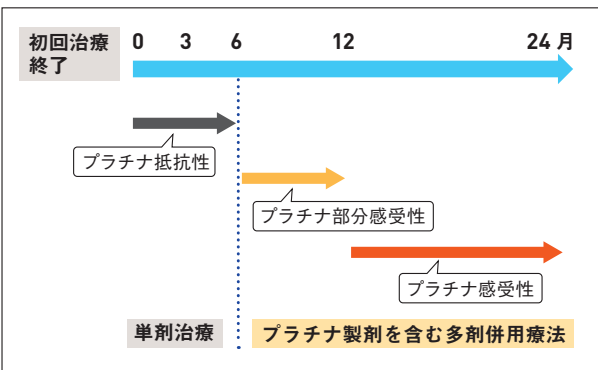 初回治療
終了
0 3 6 12 24 月
プラチナ抵抗性
プラチナ部分感受性
プラチナ感受性
単剤治療
プラチナ製剤を含む多剤併用療法